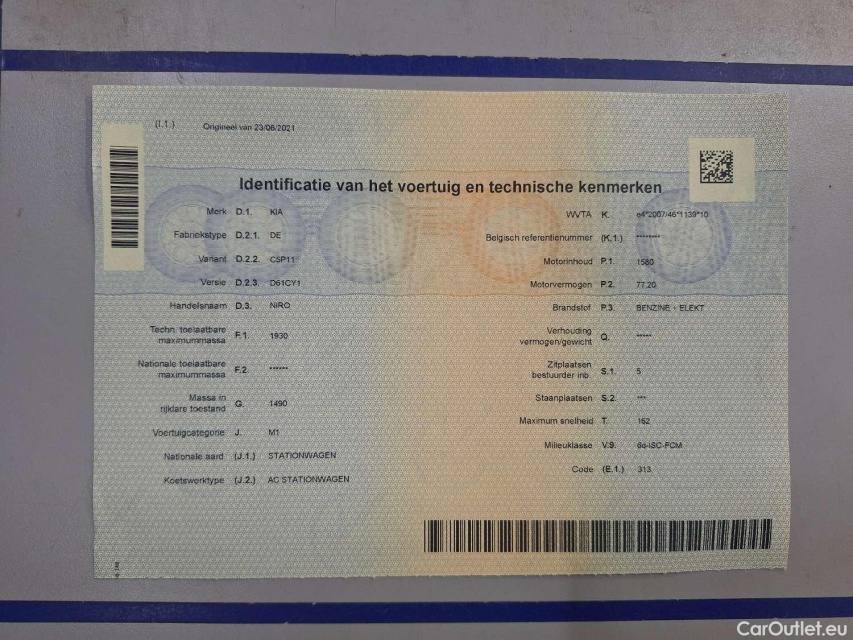 (I.1.) Origineel van 23/06/2021
Identificatie van het voertuig en technische kenmerken
Merk D.1. KIA
Fabriekstype D.2.1. DE
Variant D.2.2. C5P11
Versie D.2.3. D61CY1
Handelsnaam D.3. NIRO
Techn. toelaatbare
maximummassa F.1. 1930
Nationale toelaatbare
maximummassa F.2. ******
Massa in
rijklare toestand G. 1490
Voertuigcategorie J. M1
Nationale aard (J.1.) STATIONWAGEN
Koetswerktype (J.2.) AC STATIONWAGEN
WVTA K. e4*2007/46*1139*10
Belgisch referentienummer (K.1.) ********
Motorinhoud P.1. 1580
Motorvermogen P.2. 77.20
Brandstof P.3. BENZINE + ELEKT
Verhouding
vermogen/gewicht Q. *****
Zitplaatsen
bestuurder inb. S.1. 5
Staanplaatsen S.2. ***
Maximum snelheid T. 162
Milieuklasse V.9. 6d-ISC-FCM
Code (E.1.) 313
CarOutlet.eu